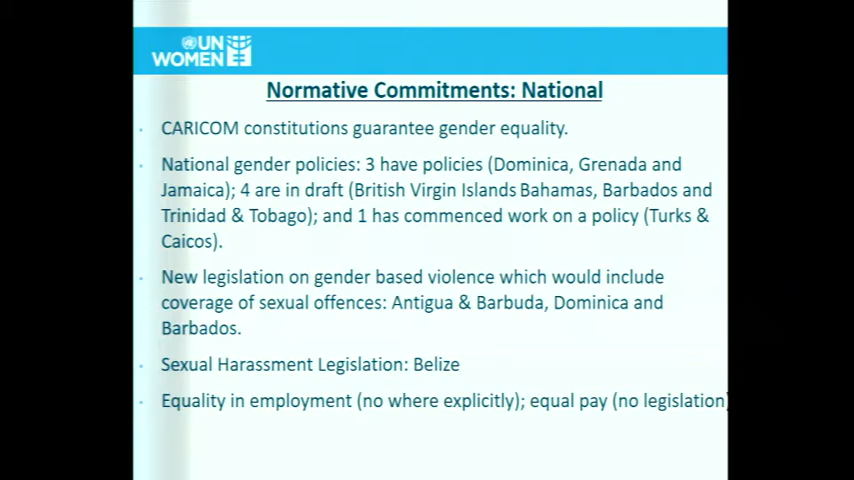 UN
WOMEN
Normative Commitments: National
· CARICOM constitutions guarantee gender equality.
· National gender policies: 3 have policies (Dominica, Grenada and
Jamaica); 4 are in draft (British Virgin Islands Bahamas, Barbados and
Trinidad & Tobago); and 1 has commenced work on a policy (Turks &
Caicos).
· New legislation on gender based violence which would include
coverage of sexual offences: Antigua & Barbuda, Dominica and
Barbados.
· Sexual Harassment Legislation: Belize
· Equality in employment (no where explicitly); equal pay (no legislation)